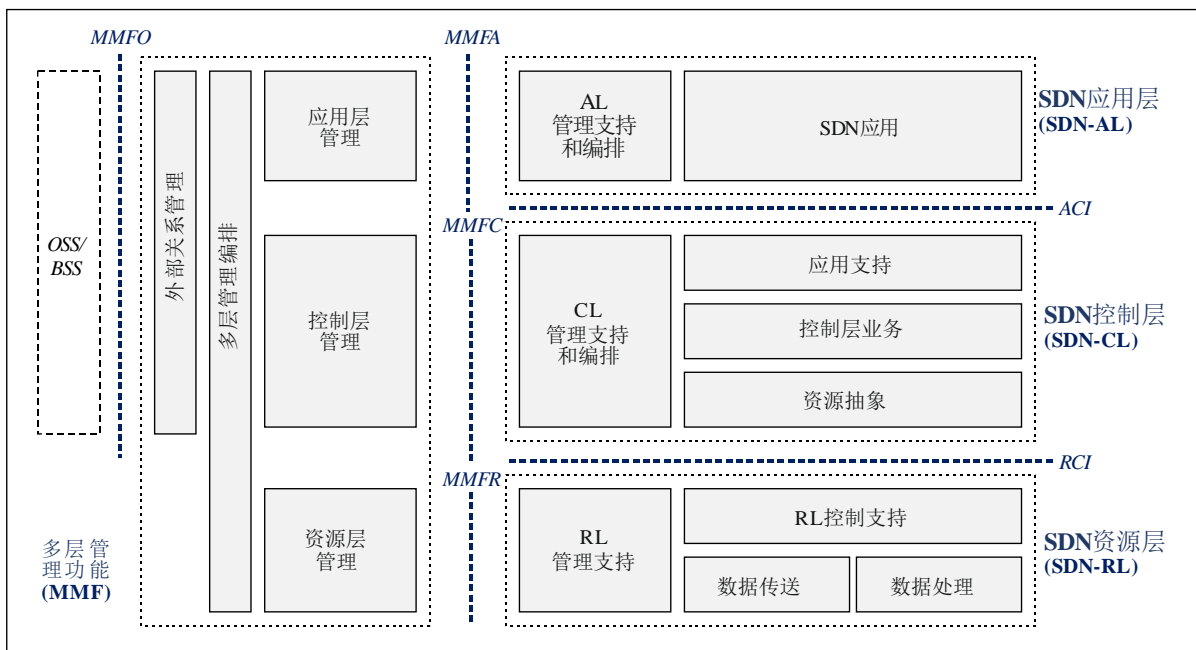 MMFO
MMFA
OSS/
BSS
外部关系管理
多层管理编排
应用层
管理
控制层
管理
资源层
管理
多层管
理功能
(MMF)
AL
管理支持
和编排
SDN应用
SDN应用层
(SDN-AL)
ACI
MMFC
CL
管理支持
和编排
应用支持
控制层业务
资源抽象
SDN控制层
(SDN-CL)
RCI
MMFR
RL
管理支持
RL控制支持
数据传送
数据处理
SDN资源层
(SDN-RL)